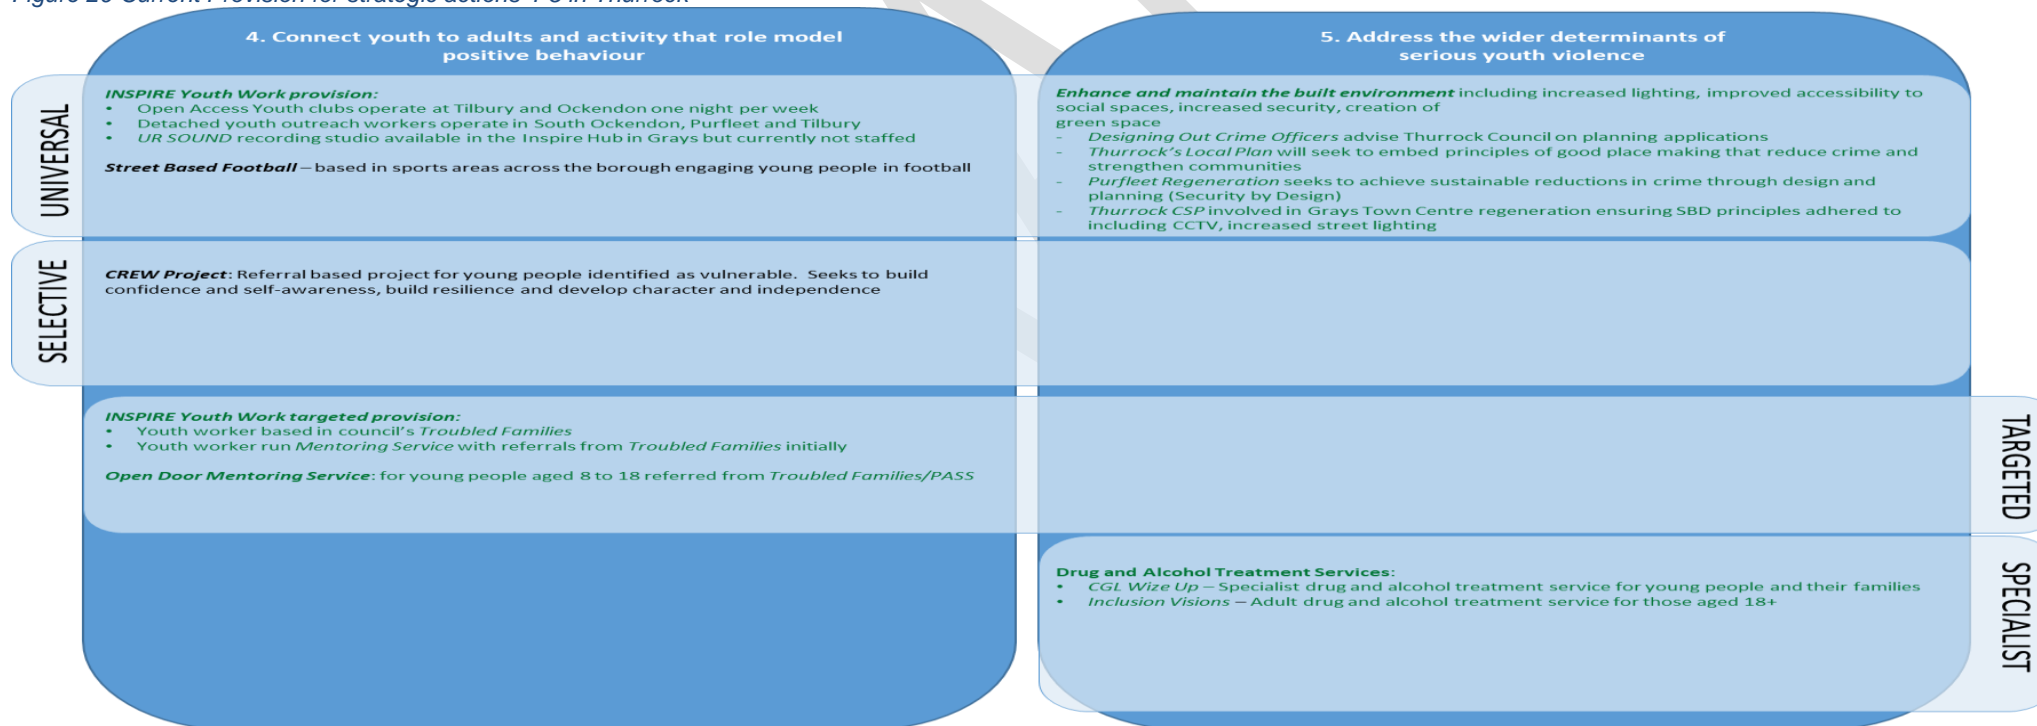 4. Connect youth to adults and activity that role model
positive behaviour
UNIVERSAL
INSPIRE Youth Work provision:
• Open Access Youth clubs operate at Tilbury and Ockendon one night per week
• Detached youth outreach workers operate in South Ockendon, Purfleet and Tilbury
• UR SOUND recording studio available in the Inspire Hub in Grays but currently not staffed
Street Based Football – based in sports areas across the borough engaging young people in football
SELECTIVE
CREW Project: Referral based project for young people identified as vulnerable. Seeks to build
confidence and self-awareness, build resilience and develop character and independence
INSPIRE Youth Work targeted provision:
• Youth worker based in council's Troubled Families
• Youth worker run Mentoring Service with referrals from Troubled Families initially
Open Door Mentoring Service: for young people aged 8 to 18 referred from Troubled Families/PASS
5. Address the wider determinants of
serious youth violence
Enhance and maintain the built environment including increased lighting, improved accessibility to
social spaces, increased security, creation of
green space
- Designing Out Crime Officers advise Thurrock Council on planning applications
- Thurrock's Local Plan will seek to embed principles of good place making that reduce crime and
strengthen communities
- Purfleet Regeneration seeks to achieve sustainable reductions in crime through design and
planning (Security by Design)
- Thurrock CSP involved in Grays Town Centre regeneration ensuring SBD principles adhered to
including CCTV, increased street lighting
TARGETED
Drug and Alcohol Treatment Services:
• CGL Wize Up – Specialist drug and alcohol treatment service for young people and their families
• Inclusion Visions – Adult drug and alcohol treatment service for those aged 18+
SPECIALIST